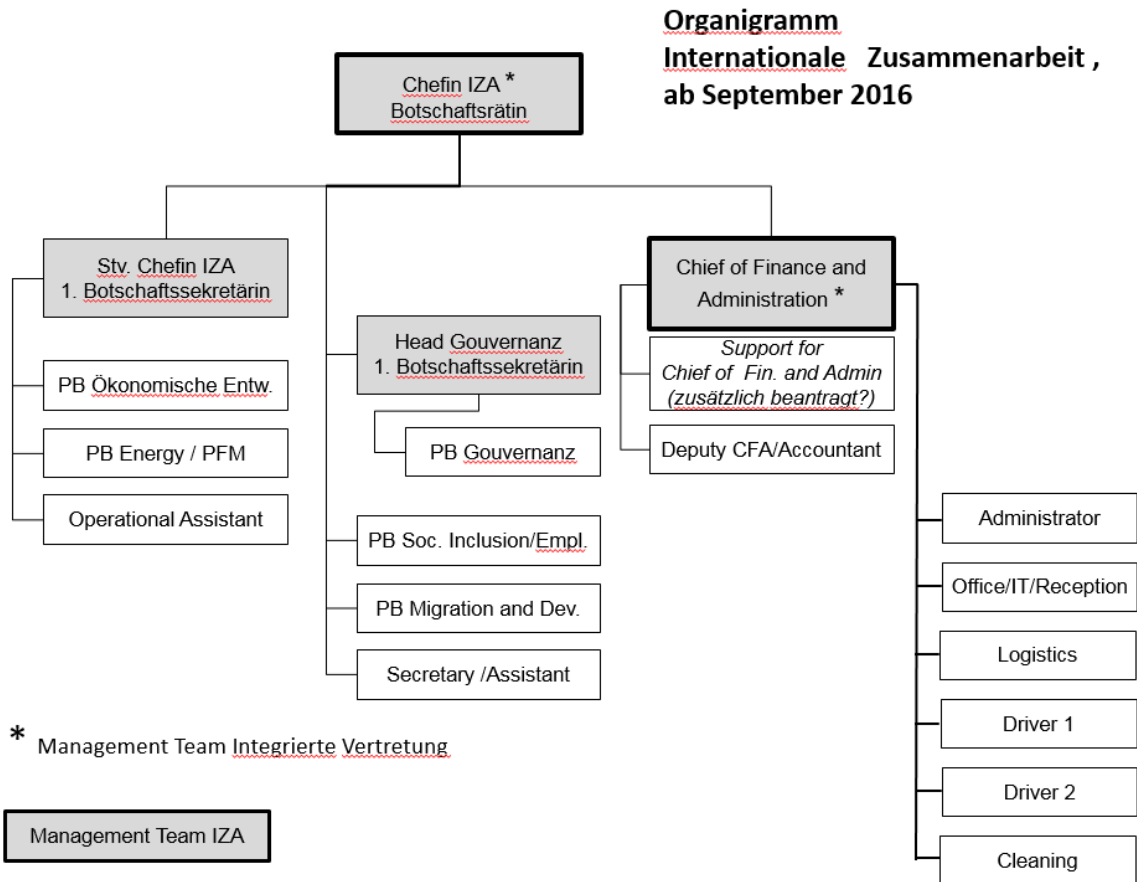 Organigramm
Internationale Zusammenarbeit ,
ab September 2016
Chefin IZA *
Botschaftsrätin
Stv. Chefin IZA
1. Botschaftssekretärin
PB Ökonomische Entw.
PB Energy / PFM
Operational Assistant
Head Gouvernanz
1. Botschaftssekretärin
PB Gouvernanz
PB Soc. Inclusion/Empl.
PB Migration and Dev.
Secretary /Assistant
Chief of Finance and
Administration *
Support for
Chief of Fin. and Admin
(zusätzlich beantragt?)
Deputy CFA/Accountant
Administrator
Office/IT/Reception
Logistics
Driver 1
Driver 2
Cleaning
* Management Team Integrierte Vertretung
Management Team IZA